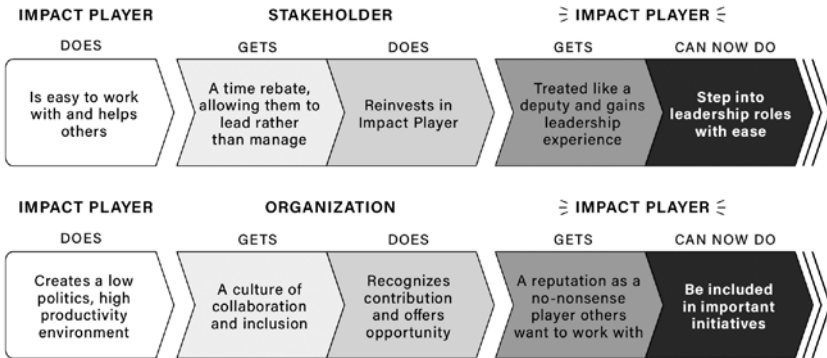 IMPACT PLAYER STAKEHOLDER IMPACT PLAYER
DOES GETS DOES GETS CAN NOW DO
Is easy to work
with and helps
others
A time rebate,
allowing them to
lead rather
than manage
Reinvests in
Impact Player
Treated like a
deputy and gains
leadership
experience
Step into
leadership roles
with ease
IMPACT PLAYER ORGANIZATION IMPACT PLAYER
DOES GETS DOES GETS CAN NOW DO
Creates a low
politics, high
productivity
environment
A culture of
collaboration
and inclusion
Recognizes
contribution
and offers
opportunity
A reputation as a
no-nonsense
player others
want to work with
Be included
in important
initiatives